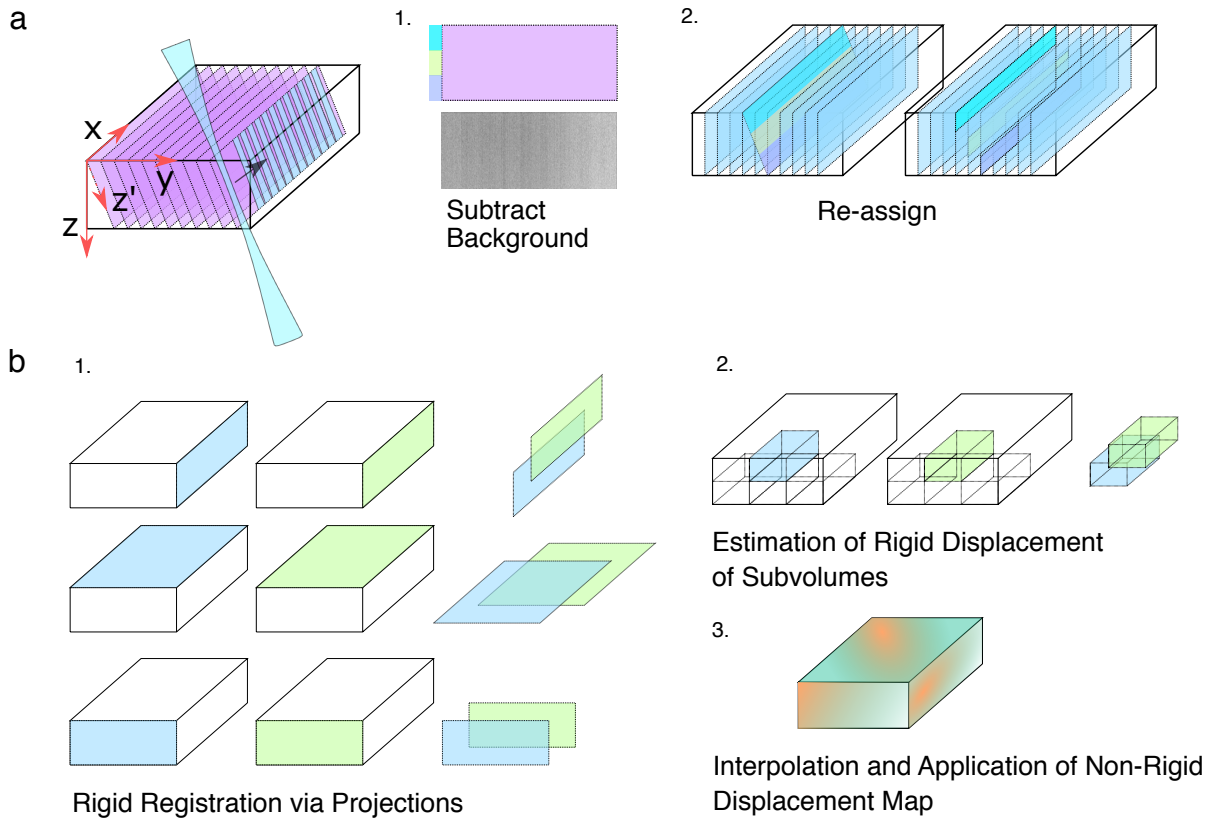 a
1.
2.
x
y
z'
z
Subtract
Background
Re-assign
b
1.
2.
Estimation of Rigid Displacement
of Subvolumes
3.
Interpolation and Application of Non-Rigid
Displacement Map
Rigid Registration via Projections